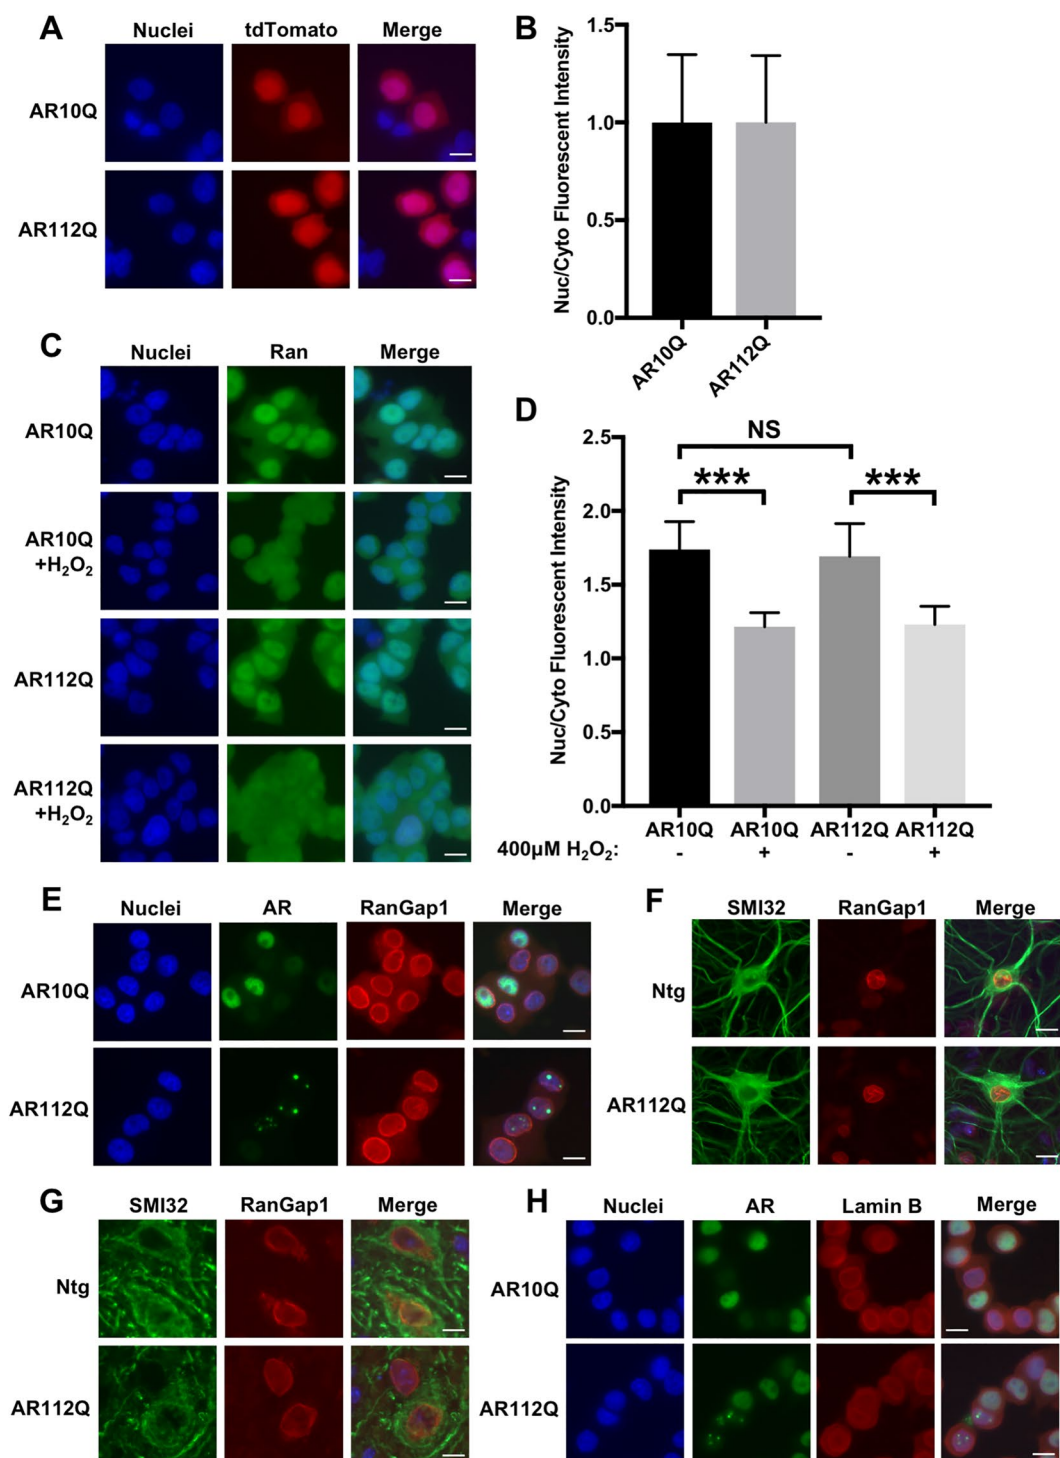 A
Nuclei tdTomato Merge
AR10Q
AR112Q
B
Nuc/Cyto Fluorescent Intensity
1.5
1.0
0.5
0.0
AR10Q AR112Q
C
Nuclei Ran Merge
AR10Q
AR10Q
+H₂O₂
AR112Q
AR112Q
+H₂O₂
D
Nuc/Cyto Fluorescent Intensity
2.5
2.0
1.5
1.0
0.5
0.0
NS
*** ***
AR10Q AR10Q AR112Q AR112Q
400µM H₂O₂: - + - +
E
Nuclei AR RanGap1 Merge
AR10Q
AR112Q
F
SMI32 RanGap1 Merge
Ntg
AR112Q
G
SMI32 RanGap1 Merge
Ntg
AR112Q
H
Nuclei AR Lamin B Merge
AR10Q
AR112Q